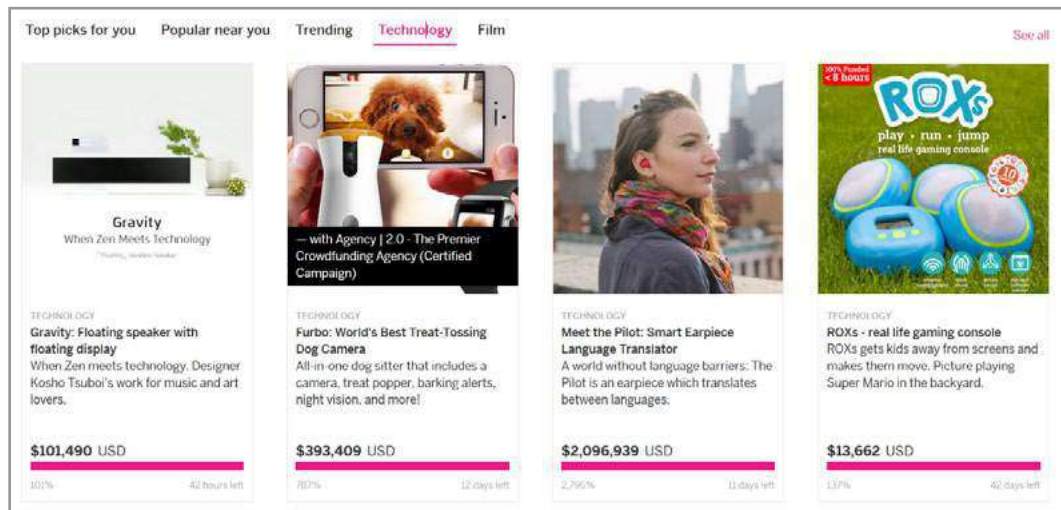 Top picks for you Popular near you Trending Technology Film
See all
Gravity
When Zen Meets Technology
— with Agency | 2.0 - The Premier
Crowdfunding Agency (Certified
Campaign)
100% Funded
< 8 hours
ROXs
play · run · jump
real life gaming console
10
TECHNOLOGY
Gravity: Floating speaker with
floating display
When Zen meets technology. Designer
Kosho Tsuboi's work for music and art
lovers.
$101,490 USD
101% 42 hours left
TECHNOLOGY
Furbo: World's Best Treat-Tossing
Dog Camera
All-in-one dog sitter that includes a
camera, treat popper, barking alerts,
night vision, and more!
$393,409 USD
787% 12 days left
TECHNOLOGY
Meet the Pilot: Smart Earpiece
Language Translator
A world without language barriers: The
Pilot is an earpiece which translates
between languages.
$2,096,939 USD
2,796% 11 days left
TECHNOLOGY
ROXs - real life gaming console
ROXs gets kids away from screens and
makes them move. Picture playing
Super Mario in the backyard.
$13,662 USD
137% 42 days left